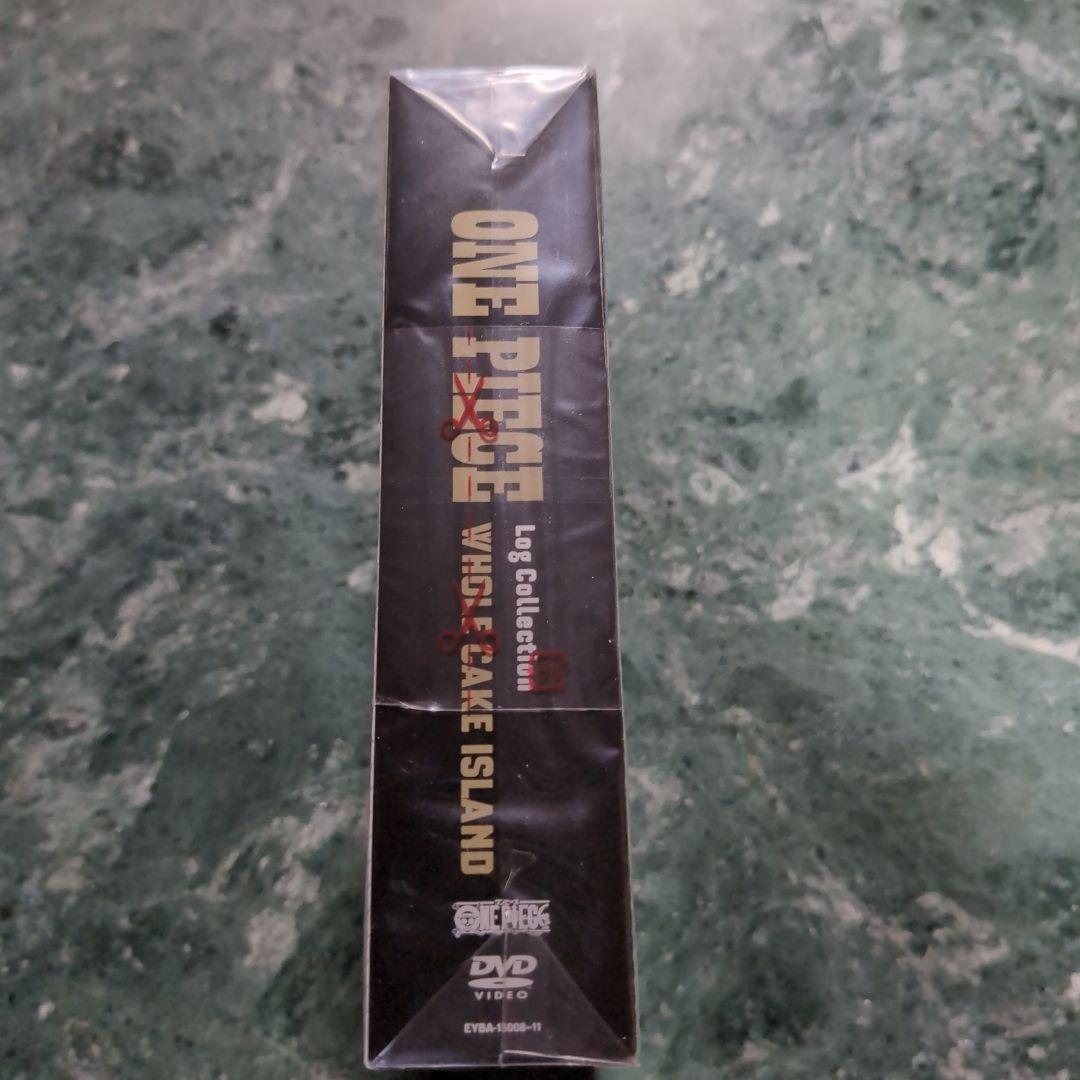 ONE PIECE
Log Collection
WHOLE CAKE ISLAND
ONE PIECE
DVD
VIDEO
EYBA-13008~11